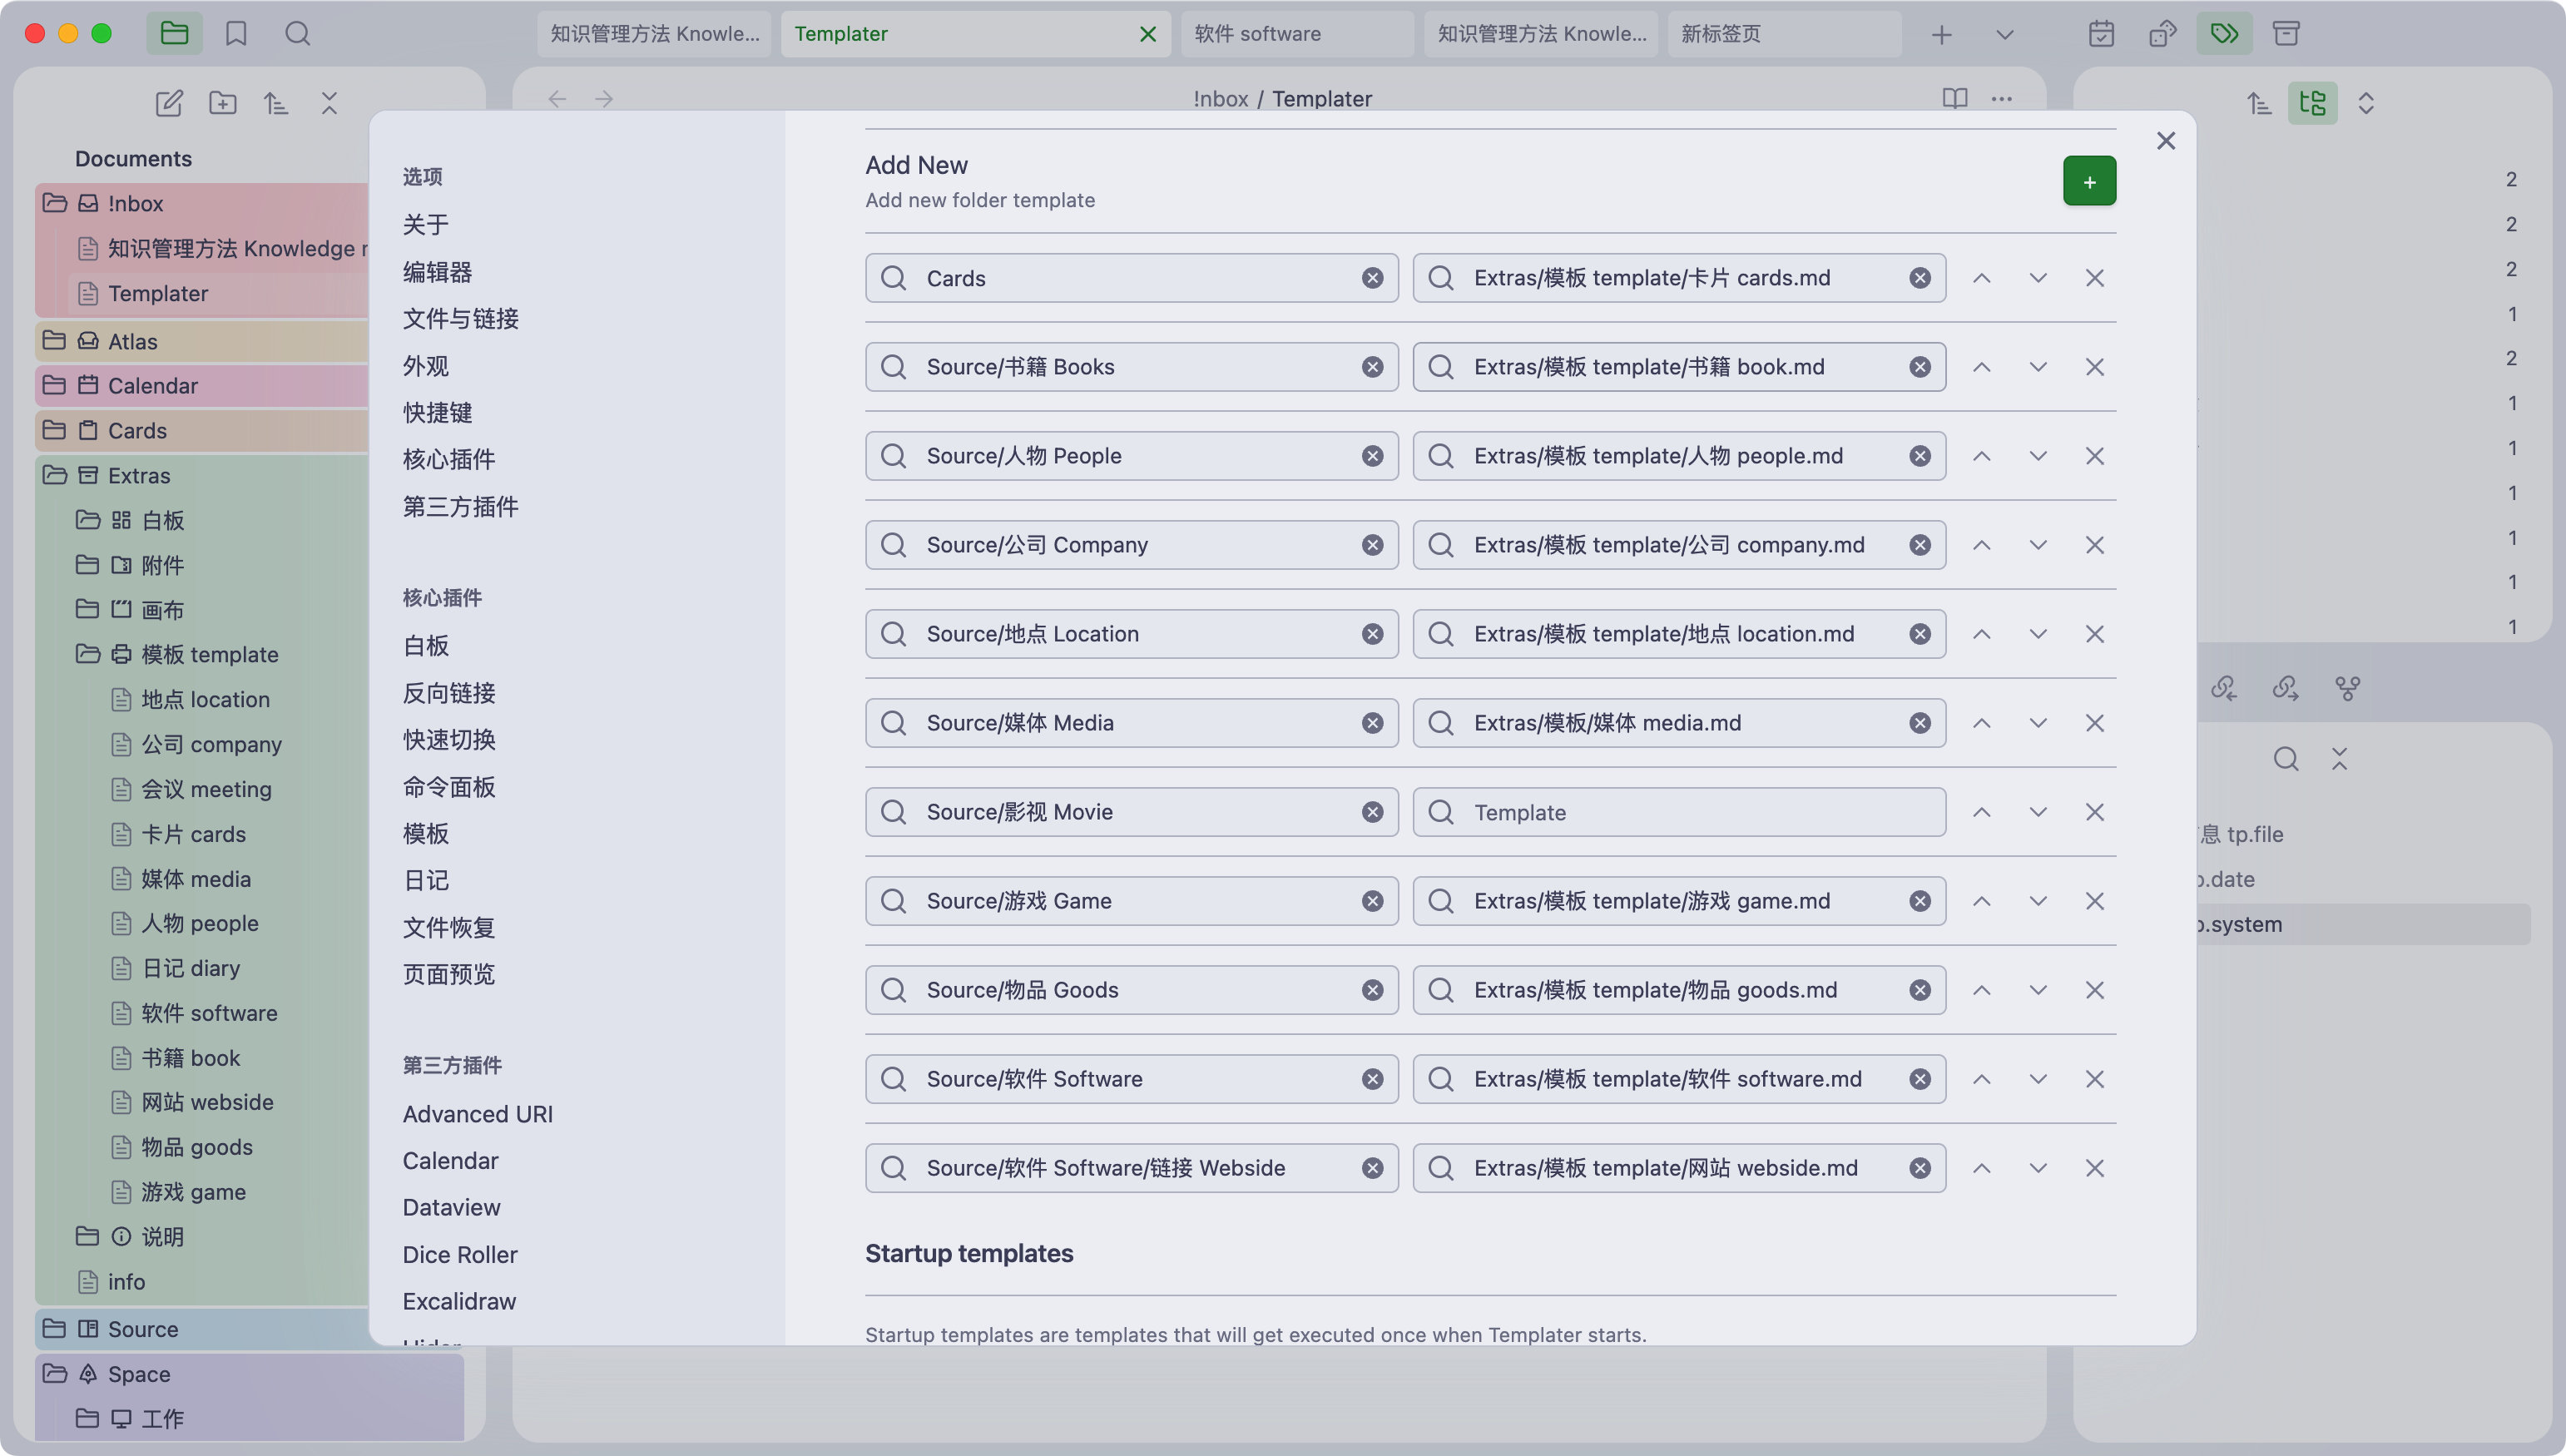 知识管理方法 Knowle...
Templater
软件 software
知识管理方法 Knowle...
新标签页
Documents
!nbox
知识管理方法 Knowledge
Templater
Atlas
Calendar
Cards
Extras
白板
附件
画布
模板 template
地点 location
公司 company
会议 meeting
卡片 cards
媒体 media
人物 people
日记 diary
软件 software
书籍 book
网站 webside
物品 goods
游戏 game
说明
info
Source
Space
工作
!nbox / Templater
选项
关于
编辑器
文件与链接
外观
快捷键
核心插件
第三方插件
核心插件
白板
反向链接
快速切换
命令面板
模板
日记
文件恢复
页面预览
第三方插件
Advanced URI
Calendar
Dataview
Dice Roller
Excalidraw
Add New
Add new folder template
+
Cards
Extras/模板 template/卡片 cards.md
Source/书籍 Books
Extras/模板 template/书籍 book.md
Source/人物 People
Extras/模板 template/人物 people.md
Source/公司 Company
Extras/模板 template/公司 company.md
Source/地点 Location
Extras/模板 template/地点 location.md
Source/媒体 Media
Extras/模板/媒体 media.md
Source/影视 Movie
Template
Source/游戏 Game
Extras/模板 template/游戏 game.md
Source/物品 Goods
Extras/模板 template/物品 goods.md
Source/软件 Software
Extras/模板 template/软件 software.md
Source/软件 Software/链接 Webside
Extras/模板 template/网站 webside.md
Startup templates
Startup templates are templates that will get executed once when Templater starts.
2
2
2
1
2
1
1
1
1
1
1
息 tp.file
.date
.system